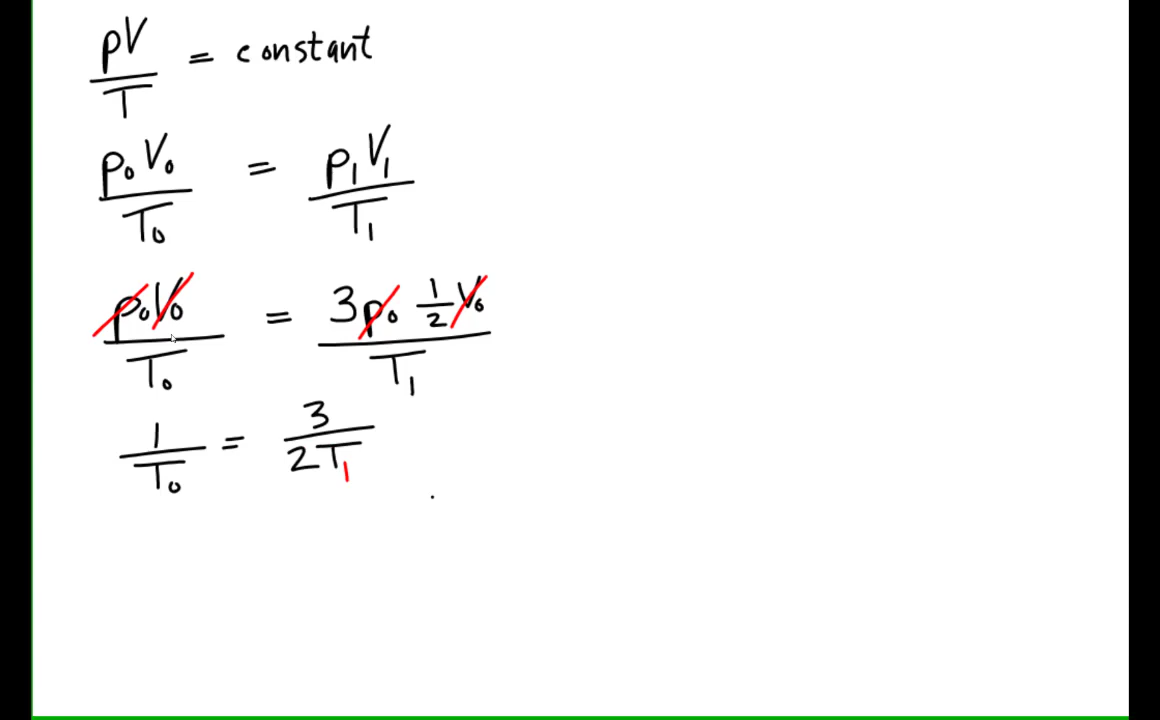 pV/T = constant
p₀V₀/T₀ = p₁V₁/T₁
p₀V₀/T₀ = 3p₀ ½V₀/T₁
1/T₀ = 3/2T₁